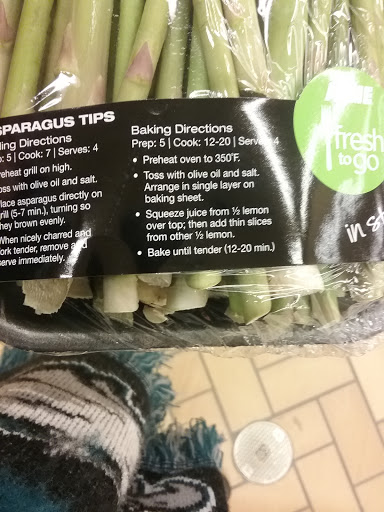 SPARAGUS TIPS
ling Directions
: 5 | Cook: 7 | Serves: 4
reheat grill on high.
oss with olive oil and salt.
lace asparagus directly on
rill (5-7 min.), turning so
hey brown evenly.
When nicely charred and
ork tender, remove and
serve immediately.
Baking Directions
Prep: 5 | Cook: 12-20 | Serves: 4
• Preheat oven to 350°F.
• Toss with olive oil and salt.
Arrange in single layer on
baking sheet.
• Squeeze juice from ½ lemon
over top; then add thin slices
from other ½ lemon.
• Bake until tender (12-20 min.)
fresh
to go
in st